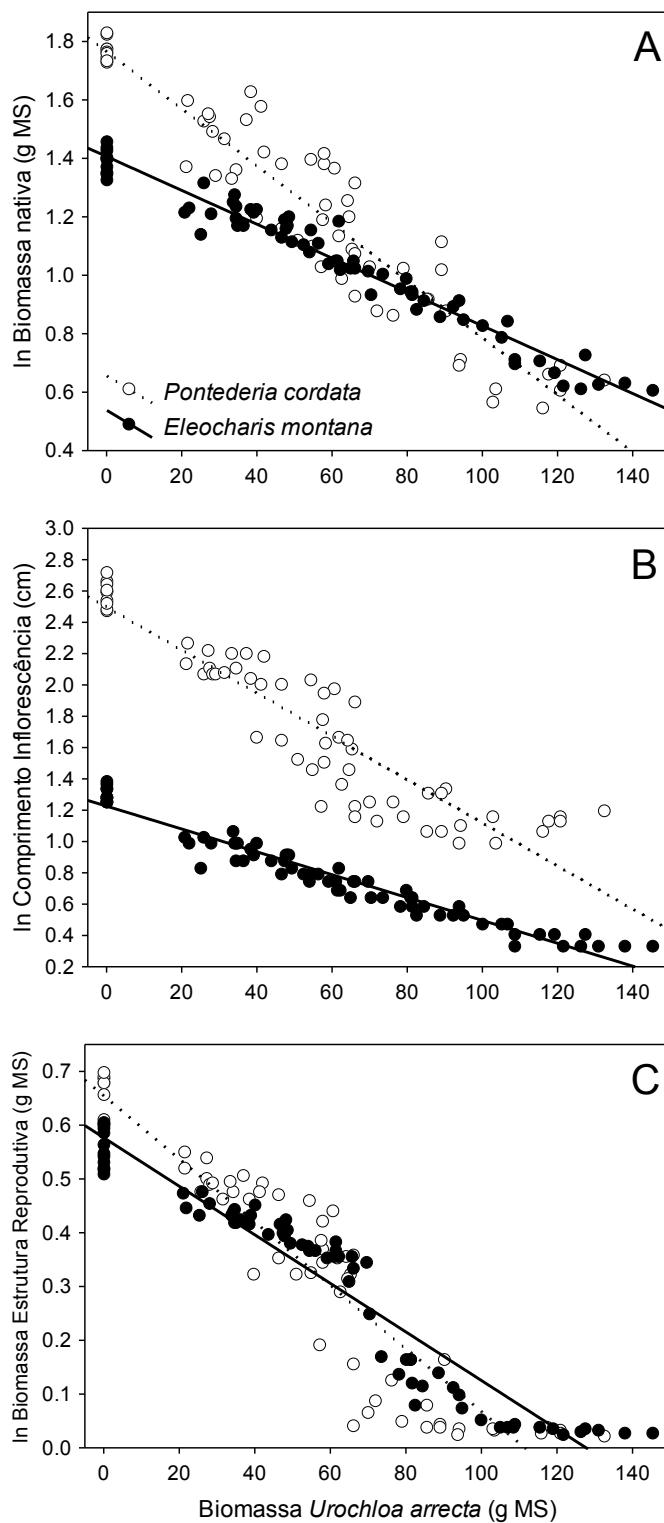 A
ln Biomassa nativa (g MS)
1.8
1.6
1.4
1.2
1.0
0.8
0.6
0.4
Pontederia cordata
Eleocharis montana
0 20 40 60 80 100 120 140
B
ln Comprimento Inflorescência (cm)
3.0
2.8
2.6
2.4
2.2
2.0
1.8
1.6
1.4
1.2
1.0
0.8
0.6
0.4
0.2
0 20 40 60 80 100 120 140
C
ln Biomassa Estrutura Reprodutiva (g MS)
0.7
0.6
0.5
0.4
0.3
0.2
0.1
0.0
0 20 40 60 80 100 120 140
Biomassa Urochloa arrecta (g MS)